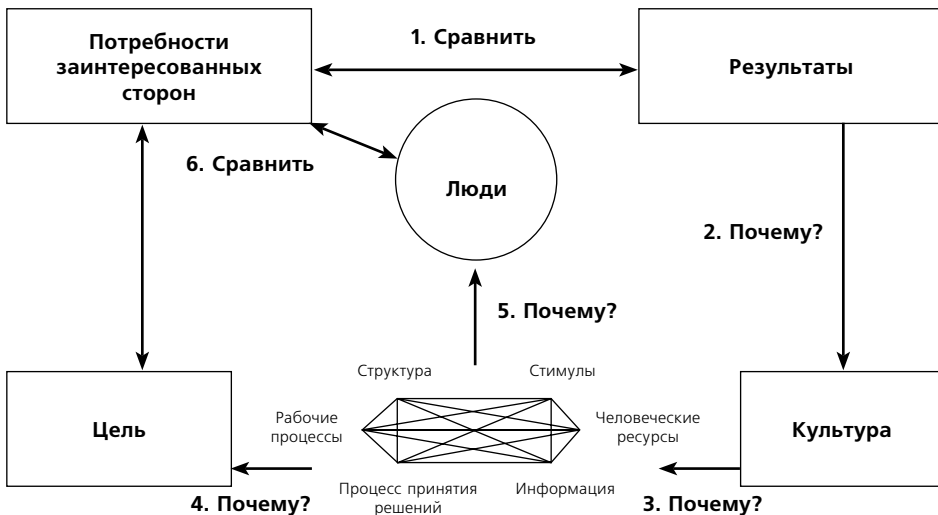 Потребности
заинтересованных
сторон
1. Сравнить
Результаты
6. Сравнить
Люди
2. Почему?
5. Почему?
Структура
Стимулы
Цель
Рабочие
процессы
Человеческие
ресурсы
Культура
4. Почему?
Процесс принятия
решений
Информация
3. Почему?